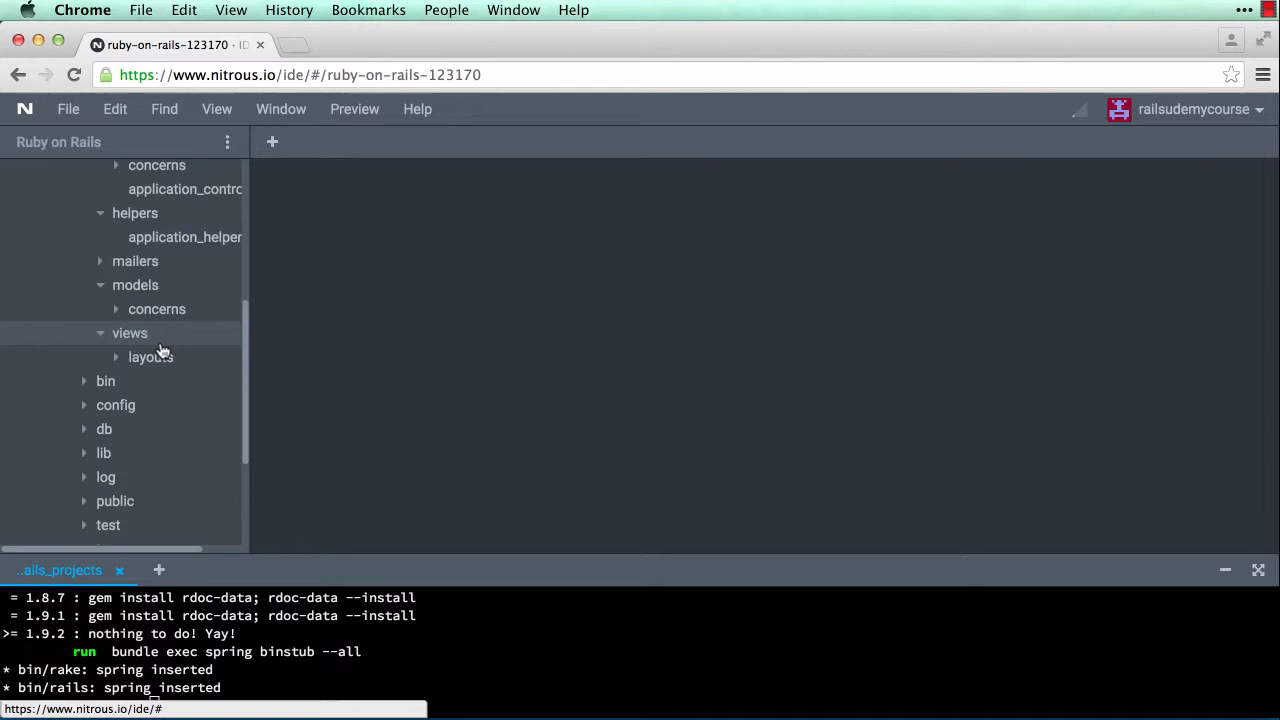 Chrome File Edit View History Bookmarks People Window Help
ruby-on-rails-123170 · ID
https://www.nitrous.io/ide/#/ruby-on-rails-123170
N File Edit Find View Window Preview Help railsudemycourse
Ruby on Rails
concerns
application_contro
helpers
application_helper
mailers
models
concerns
views
layouts
bin
config
db
lib
log
public
test
..ails_projects
= 1.8.7 : gem install rdoc-data; rdoc-data --install
= 1.9.1 : gem install rdoc-data; rdoc-data --install
>= 1.9.2 : nothing to do! Yay!
run bundle exec spring binstub --all
* bin/rake: spring inserted
* bin/rails: spring inserted
https://www.nitrous.io/ide/#